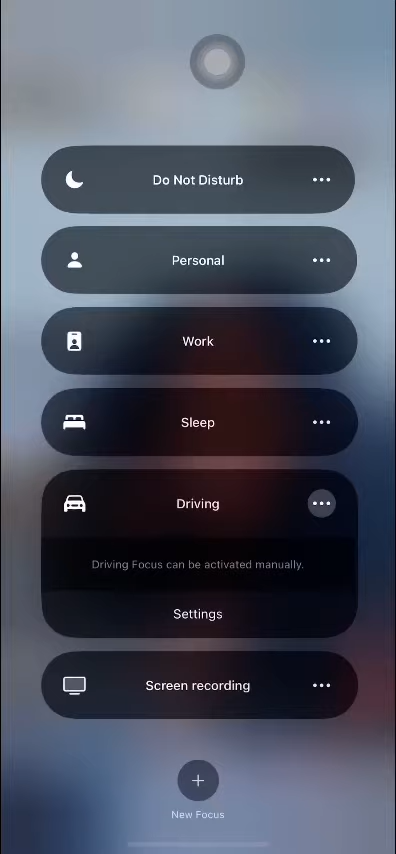 Do Not Disturb
Personal
Work
Sleep
Driving
Driving Focus can be activated manually.
Settings
Screen recording
New Focus